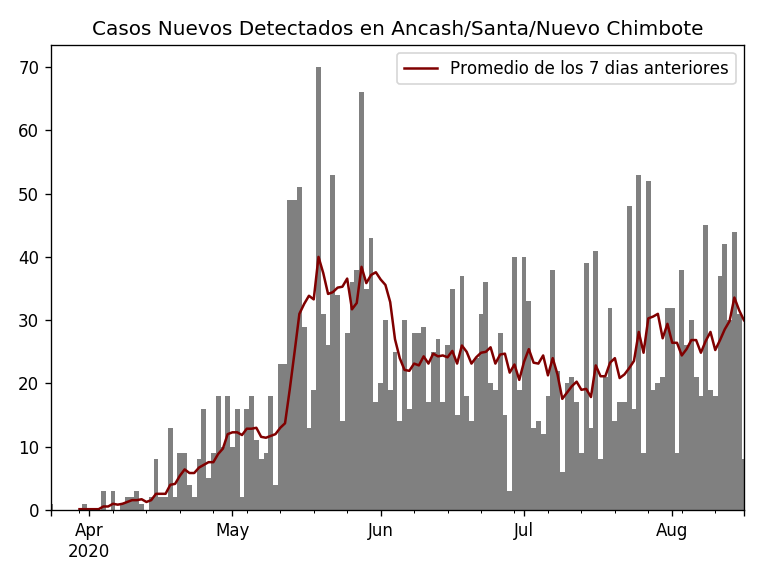 Casos Nuevos Detectados en Ancash/Santa/Nuevo Chimbote
Promedio de los 7 dias anteriores
70
60
50
40
30
20
10
0
Apr
2020
May
Jun
Jul
Aug